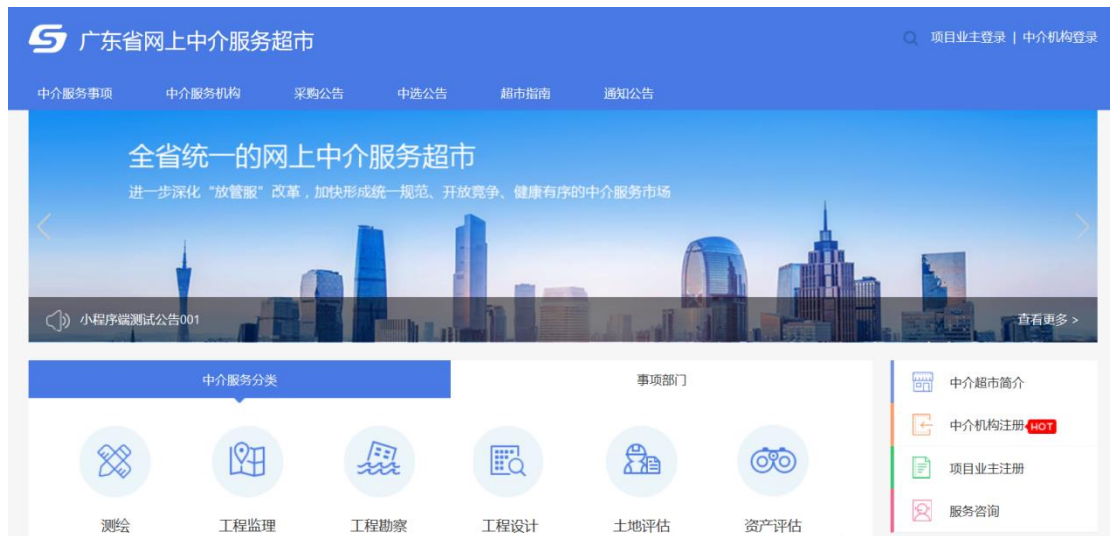 广东省网上中介服务超市
项目业主登录 | 中介机构登录
中介服务事项 中介服务机构 采购公告 中选公告 超市指南 通知公告
全省统一的网上中介服务超市
进一步深化“放管服”改革，加快形成统一规范、开放竞争、健康有序的中介服务市场
小程序端测试公告001
查看更多 >
中介服务分类 事项部门
中介超市简介
中介机构注册 HOT
项目业主注册
服务咨询
测绘 工程监理 工程勘察 工程设计 土地评估 资产评估